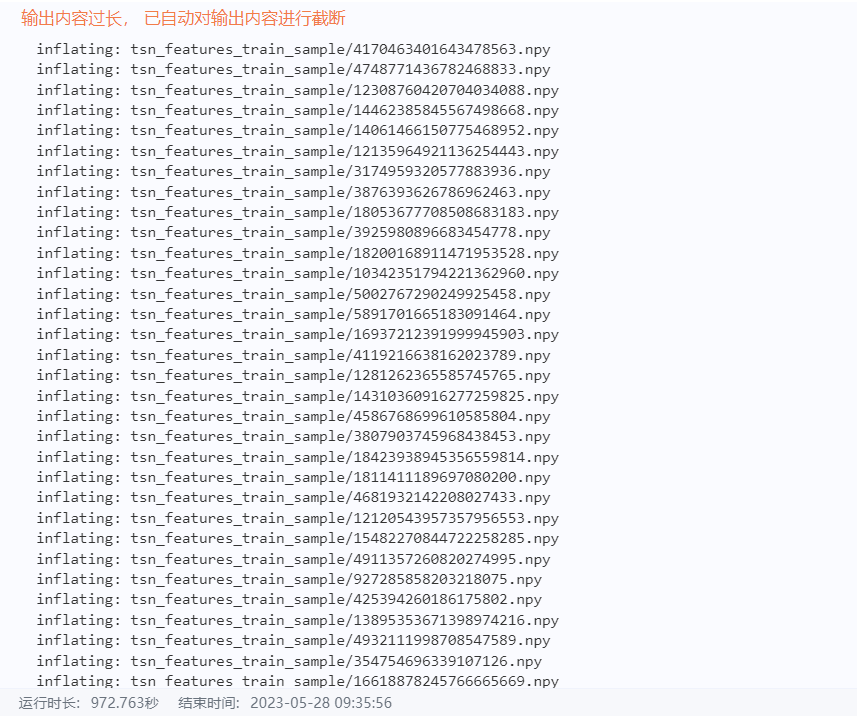 输出内容过长， 已自动对输出内容进行截断
inflating: tsn_features_train_sample/4170463401643478563.npy
inflating: tsn_features_train_sample/4748771436782468833.npy
inflating: tsn_features_train_sample/12308760420704034088.npy
inflating: tsn_features_train_sample/14462385845567498668.npy
inflating: tsn_features_train_sample/14061466150775468952.npy
inflating: tsn_features_train_sample/12135964921136254443.npy
inflating: tsn_features_train_sample/3174959320577883936.npy
inflating: tsn_features_train_sample/3876393626786962463.npy
inflating: tsn_features_train_sample/18053677708508683183.npy
inflating: tsn_features_train_sample/3925980896683454778.npy
inflating: tsn_features_train_sample/18200168911471953528.npy
inflating: tsn_features_train_sample/10342351794221362960.npy
inflating: tsn_features_train_sample/5002767290249925458.npy
inflating: tsn_features_train_sample/5891701665183091464.npy
inflating: tsn_features_train_sample/16937212391999945903.npy
inflating: tsn_features_train_sample/4119216638162023789.npy
inflating: tsn_features_train_sample/1281262365585745765.npy
inflating: tsn_features_train_sample/14310360916277259825.npy
inflating: tsn_features_train_sample/4586768699610585804.npy
inflating: tsn_features_train_sample/3807903745968438453.npy
inflating: tsn_features_train_sample/18423938945356559814.npy
inflating: tsn_features_train_sample/1811411189697080200.npy
inflating: tsn_features_train_sample/4681932142208027433.npy
inflating: tsn_features_train_sample/12120543957357956553.npy
inflating: tsn_features_train_sample/15482270844722258285.npy
inflating: tsn_features_train_sample/4911357260820274995.npy
inflating: tsn_features_train_sample/927285858203218075.npy
inflating: tsn_features_train_sample/425394260186175802.npy
inflating: tsn_features_train_sample/13895353671398974216.npy
inflating: tsn_features_train_sample/4932111998708547589.npy
inflating: tsn_features_train_sample/354754696339107126.npy
inflating: tsn_features_train_sample/16618878245766665669.npy
运行时长: 972.763秒 结束时间: 2023-05-28 09:35:56